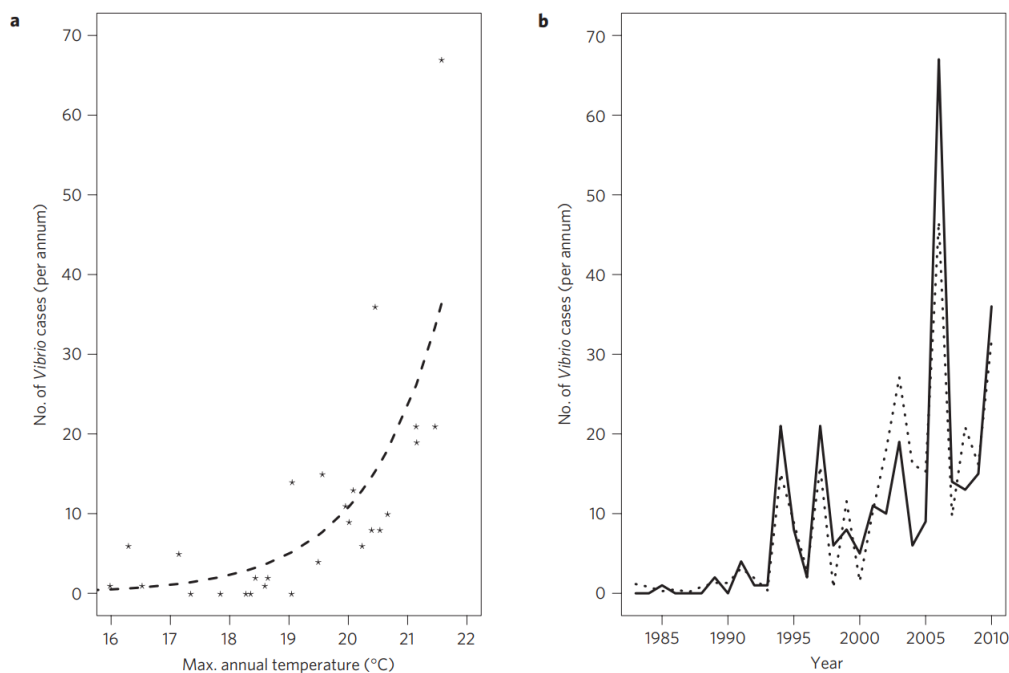 a
70
60
50
40
30
20
10
0
No. of Vibrio cases (per annum)
16 17 18 19 20 21 22
Max. annual temperature (°C)
b
70
60
50
40
30
20
10
0
No. of Vibrio cases (per annum)
1985 1990 1995 2000 2005 2010
Year